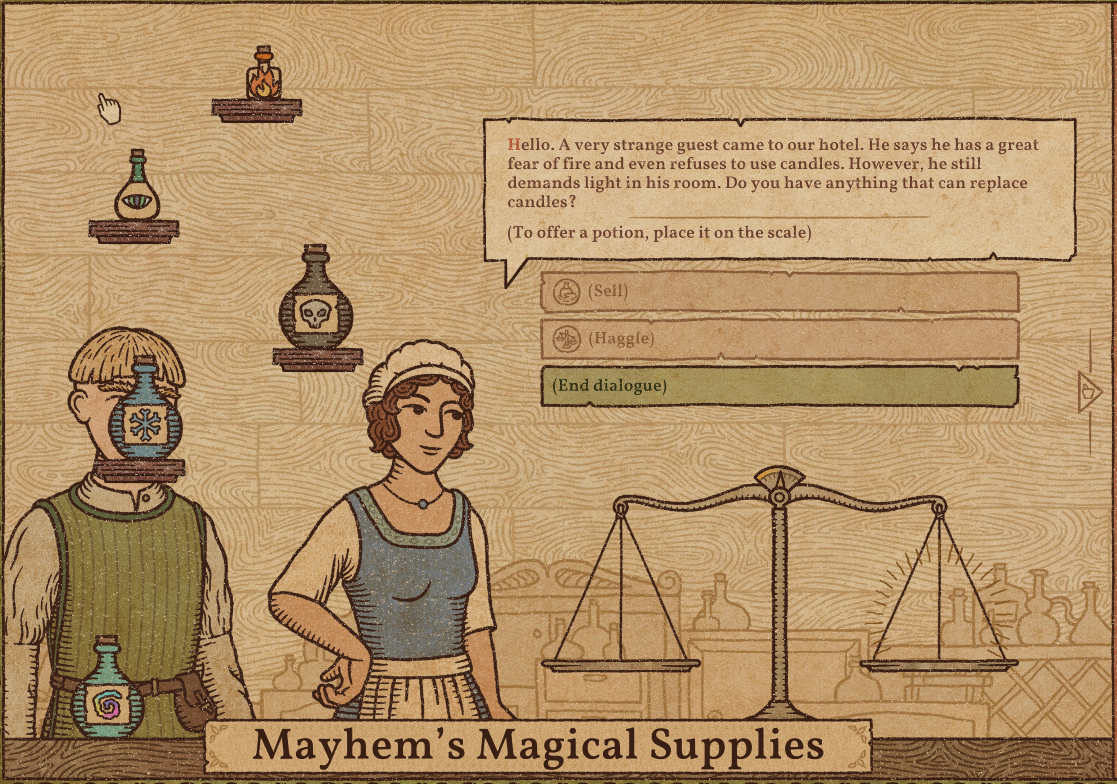 Hello. A very strange guest came to our hotel. He says he has a great
fear of fire and even refuses to use candles. However, he still
demands light in his room. Do you have anything that can replace
candles?
(To offer a potion, place it on the scale)
(Sell)
(Haggle)
(End dialogue)
Mayhem's Magical Supplies